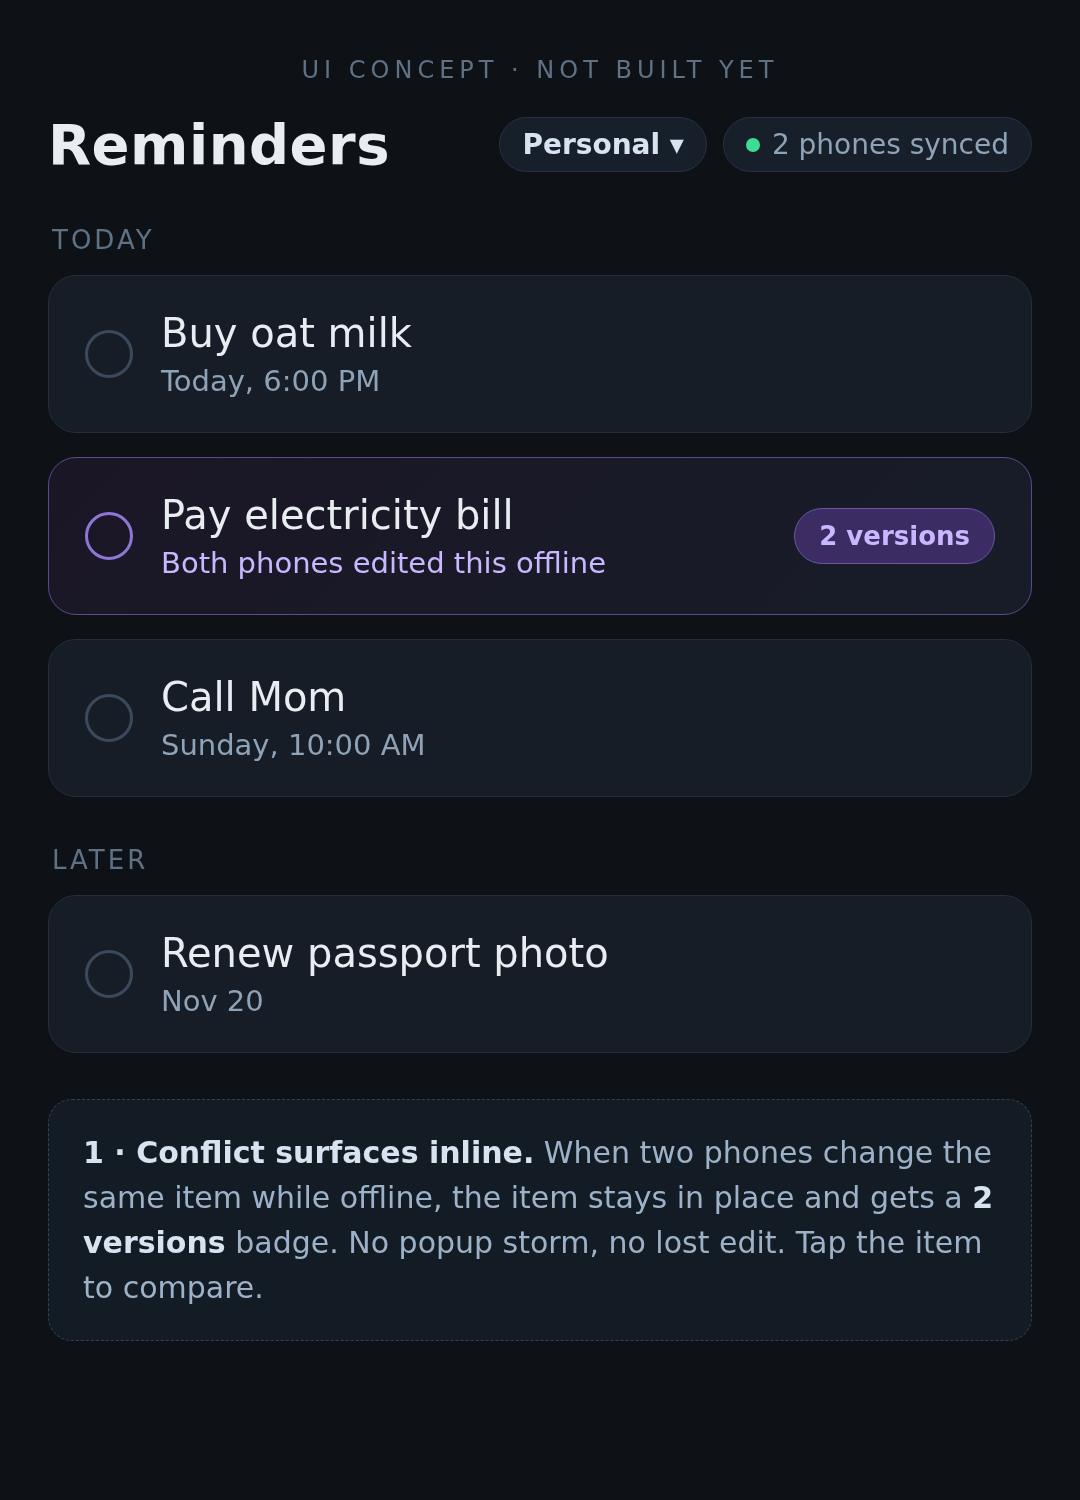 UI CONCEPT · NOT BUILT YET
Reminders
Personal ▾
2 phones synced
TODAY
Buy oat milk
Today, 6:00 PM
Pay electricity bill
Both phones edited this offline
2 versions
Call Mom
Sunday, 10:00 AM
LATER
Renew passport photo
Nov 20
1 · Conflict surfaces inline. When two phones change the
same item while offline, the item stays in place and gets a 2
versions badge. No popup storm, no lost edit. Tap the item
to compare.